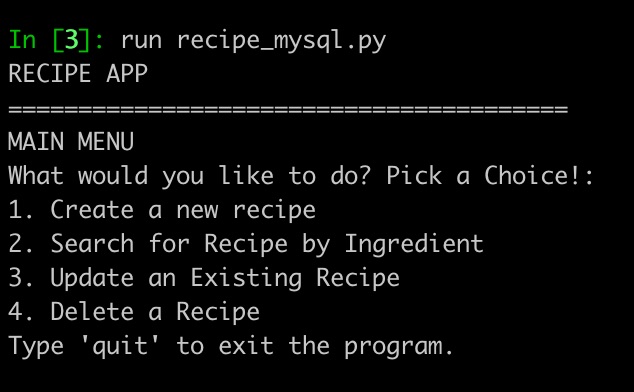 In [3]: run recipe_mysql.py
RECIPE APP
========================================
MAIN MENU
What would you like to do? Pick a Choice!:
1. Create a new recipe
2. Search for Recipe by Ingredient
3. Update an Existing Recipe
4. Delete a Recipe
Type 'quit' to exit the program.